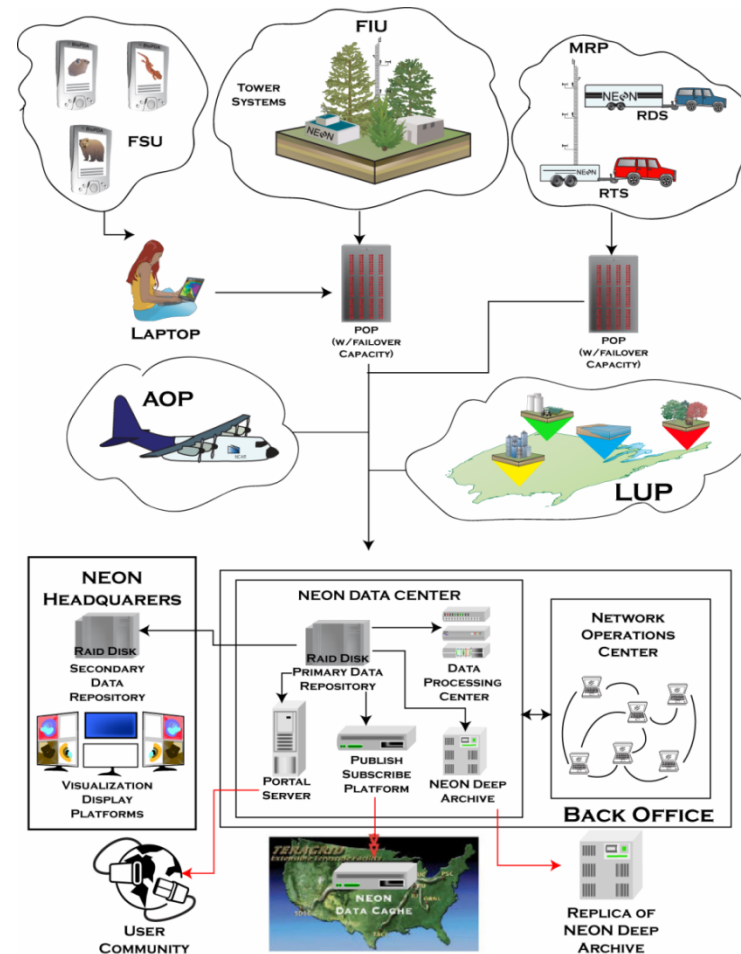 FIU
MRP
TOWER
SYSTEMS
NEON
NEON
RDS
FSU
NEON
RTS
LAPTOP
POP
(W/FAILOVER
CAPACITY)
POP
(W/FAILOVER
CAPACITY)
AOP
LUP
NEON
HEADQUARERS
RAID DISK
SECONDARY
DATA
REPOSITORY
VISUALIZATION
DISPLAY
PLATFORMS
NEON DATA CENTER
RAID DISK
PRIMARY DATA
REPOSITORY
DATA
PROCESSING
CENTER
PORTAL
SERVER
PUBLISH
SUBSCRIBE
PLATFORM
NEON DEEP
ARCHIVE
NETWORK
OPERATIONS
CENTER
BACK OFFICE
USER
COMMUNITY
TERAGRID
NEON
DATA CACHE
REPLICA OF
NEON DEEP
ARCHIVE